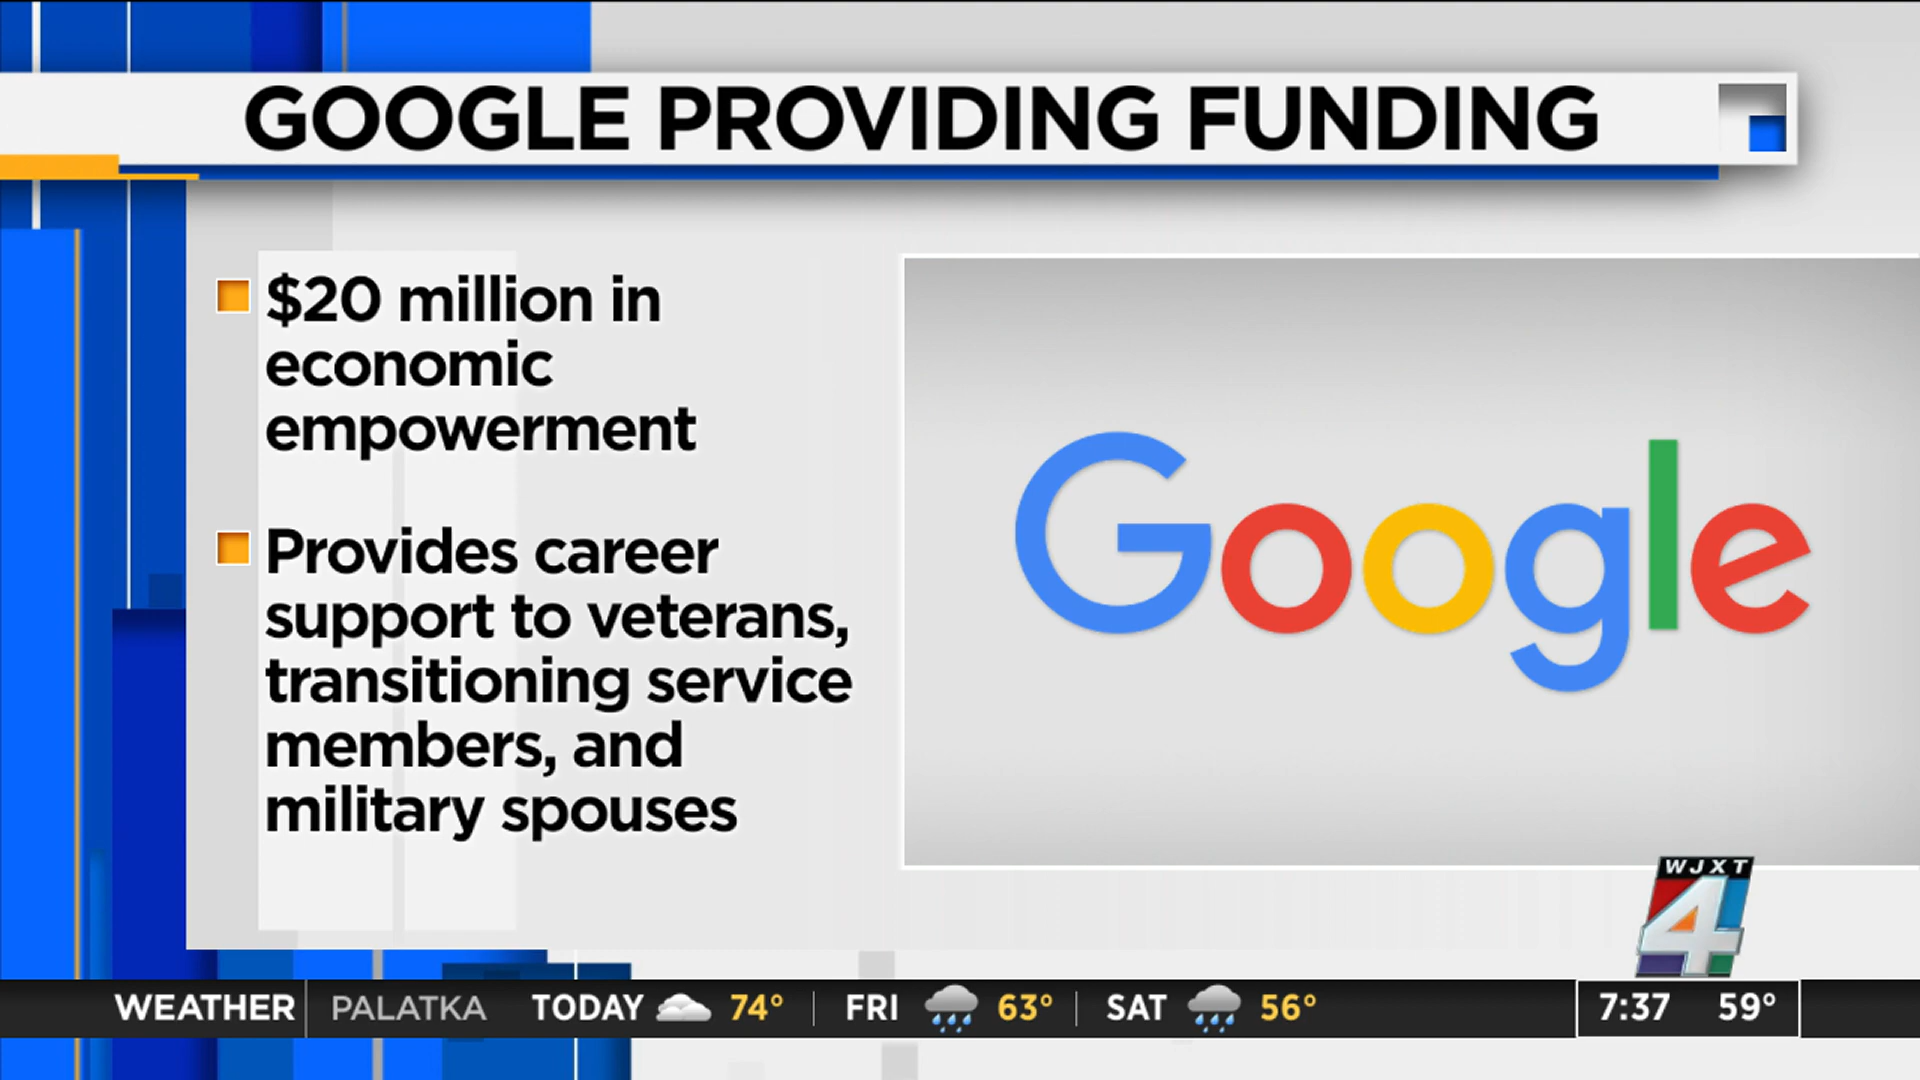 GOOGLE PROVIDING FUNDING
$20 million in
economic
empowerment
Provides career
support to veterans,
transitioning service
members, and
military spouses
Google
WJXT
4
WEATHER PALATKA TODAY 74° FRI 63° SAT 56° 7:37 59°